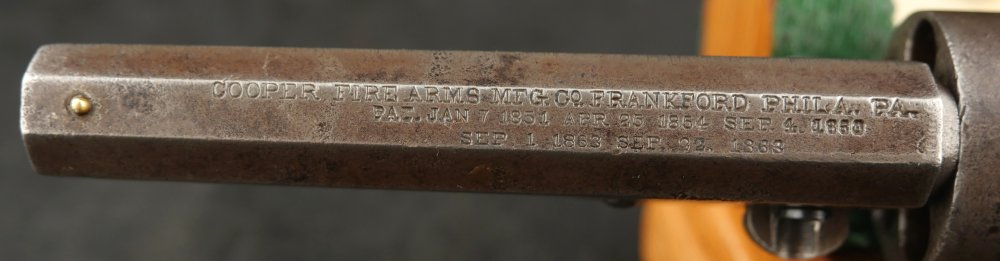 COOPER FIRE ARMS MFG. CO. FRANKFORD PHILA. PA.
PAT. JAN 7 1851 APR. 25 1854 SEP. 4. 1850
SEP. 1 1863 SEP. 22. 1863